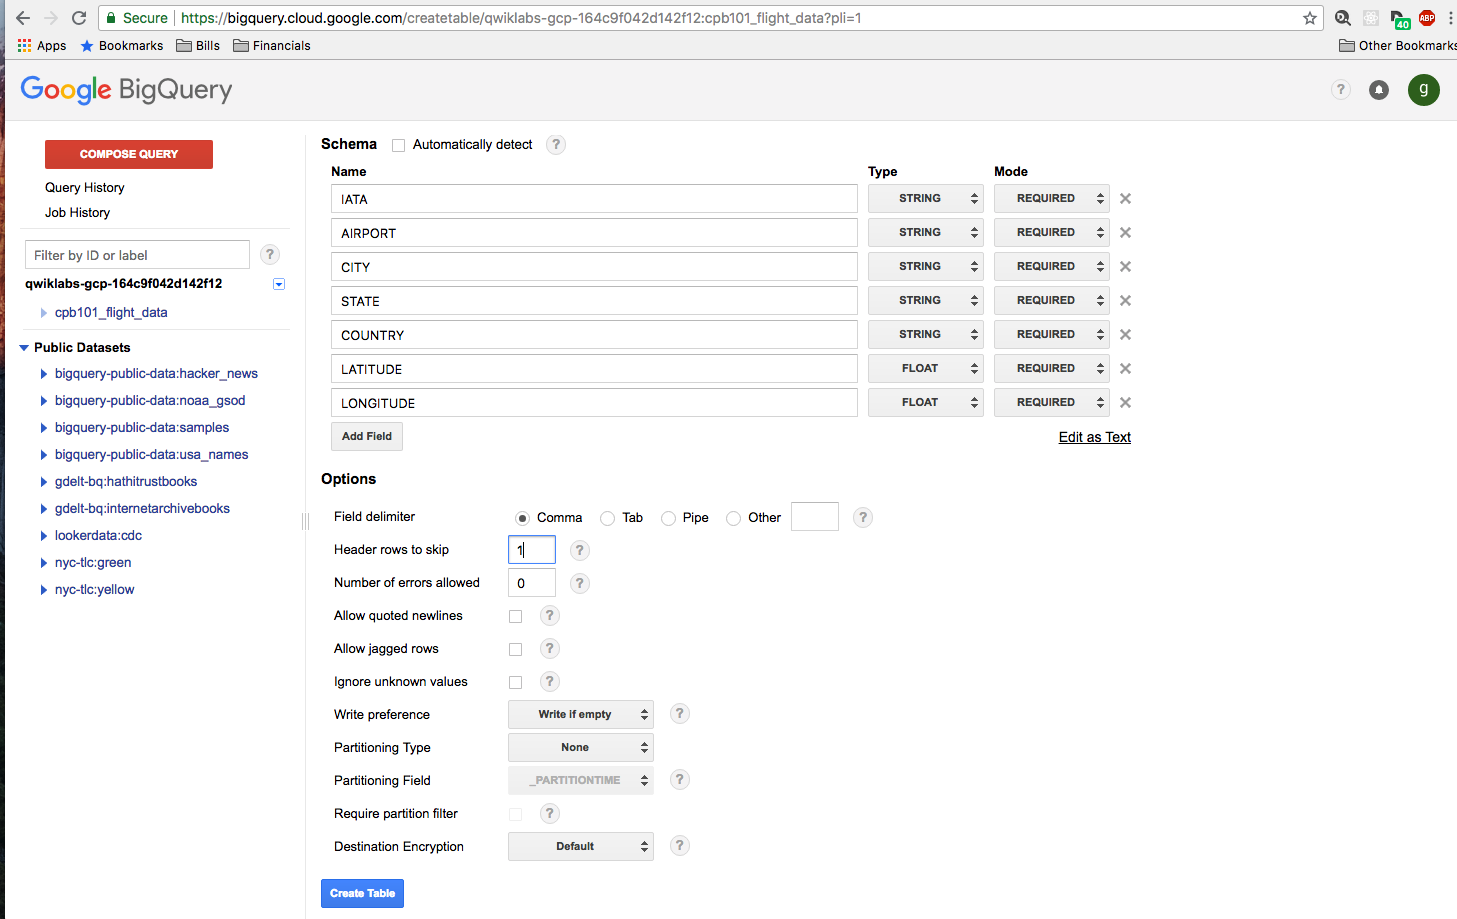 Secure https://bigquery.cloud.google.com/createtable/qwiklabs-gcp-164c9f042d142f12:cpb101_flight_data?pli=1
40 ABP
Apps Bookmarks Bills Financials Other Bookmarks
Google BigQuery
? g
COMPOSE QUERY
Query History
Job History
Filter by ID or label ?
qwiklabs-gcp-164c9f042d142f12
cpb101_flight_data
Public Datasets
bigquery-public-data:hacker_news
bigquery-public-data:noaa_gsod
bigquery-public-data:samples
bigquery-public-data:usa_names
gdelt-bq:hathitrustbooks
gdelt-bq:internetarchivebooks
lookerdata:cdc
nyc-tlc:green
nyc-tlc:yellow
Schema Automatically detect ?
Name Type Mode
IATA STRING REQUIRED
AIRPORT STRING REQUIRED
CITY STRING REQUIRED
STATE STRING REQUIRED
COUNTRY STRING REQUIRED
LATITUDE FLOAT REQUIRED
LONGITUDE FLOAT REQUIRED
Add Field Edit as Text
Options
Field delimiter Comma Tab Pipe Other ?
Header rows to skip 1 ?
Number of errors allowed 0 ?
Allow quoted newlines ?
Allow jagged rows ?
Ignore unknown values ?
Write preference Write if empty ?
Partitioning Type None
Partitioning Field _PARTITIONTIME ?
Require partition filter ?
Destination Encryption Default ?
Create Table